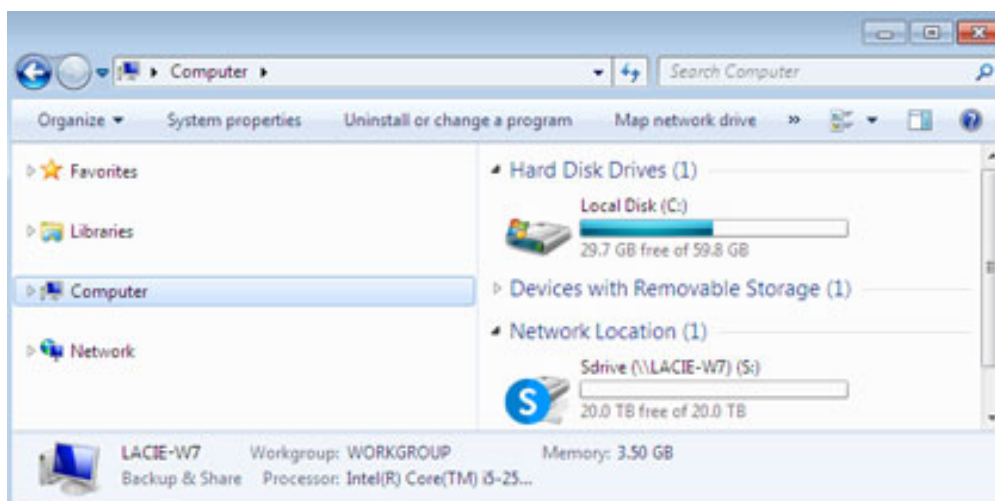 Computer
Search Computer
Organize System properties Uninstall or change a program Map network drive »
Favorites
Libraries
Computer
Network
Hard Disk Drives (1)
Local Disk (C:)
29.7 GB free of 59.8 GB
Devices with Removable Storage (1)
Network Location (1)
Sdrive (\\LACIE-W7) (S:)
S
20.0 TB free of 20.0 TB
LACIE-W7 Workgroup: WORKGROUP Memory: 3.50 GB
Backup & Share Processor: Intel(R) Core(TM) i5-25...